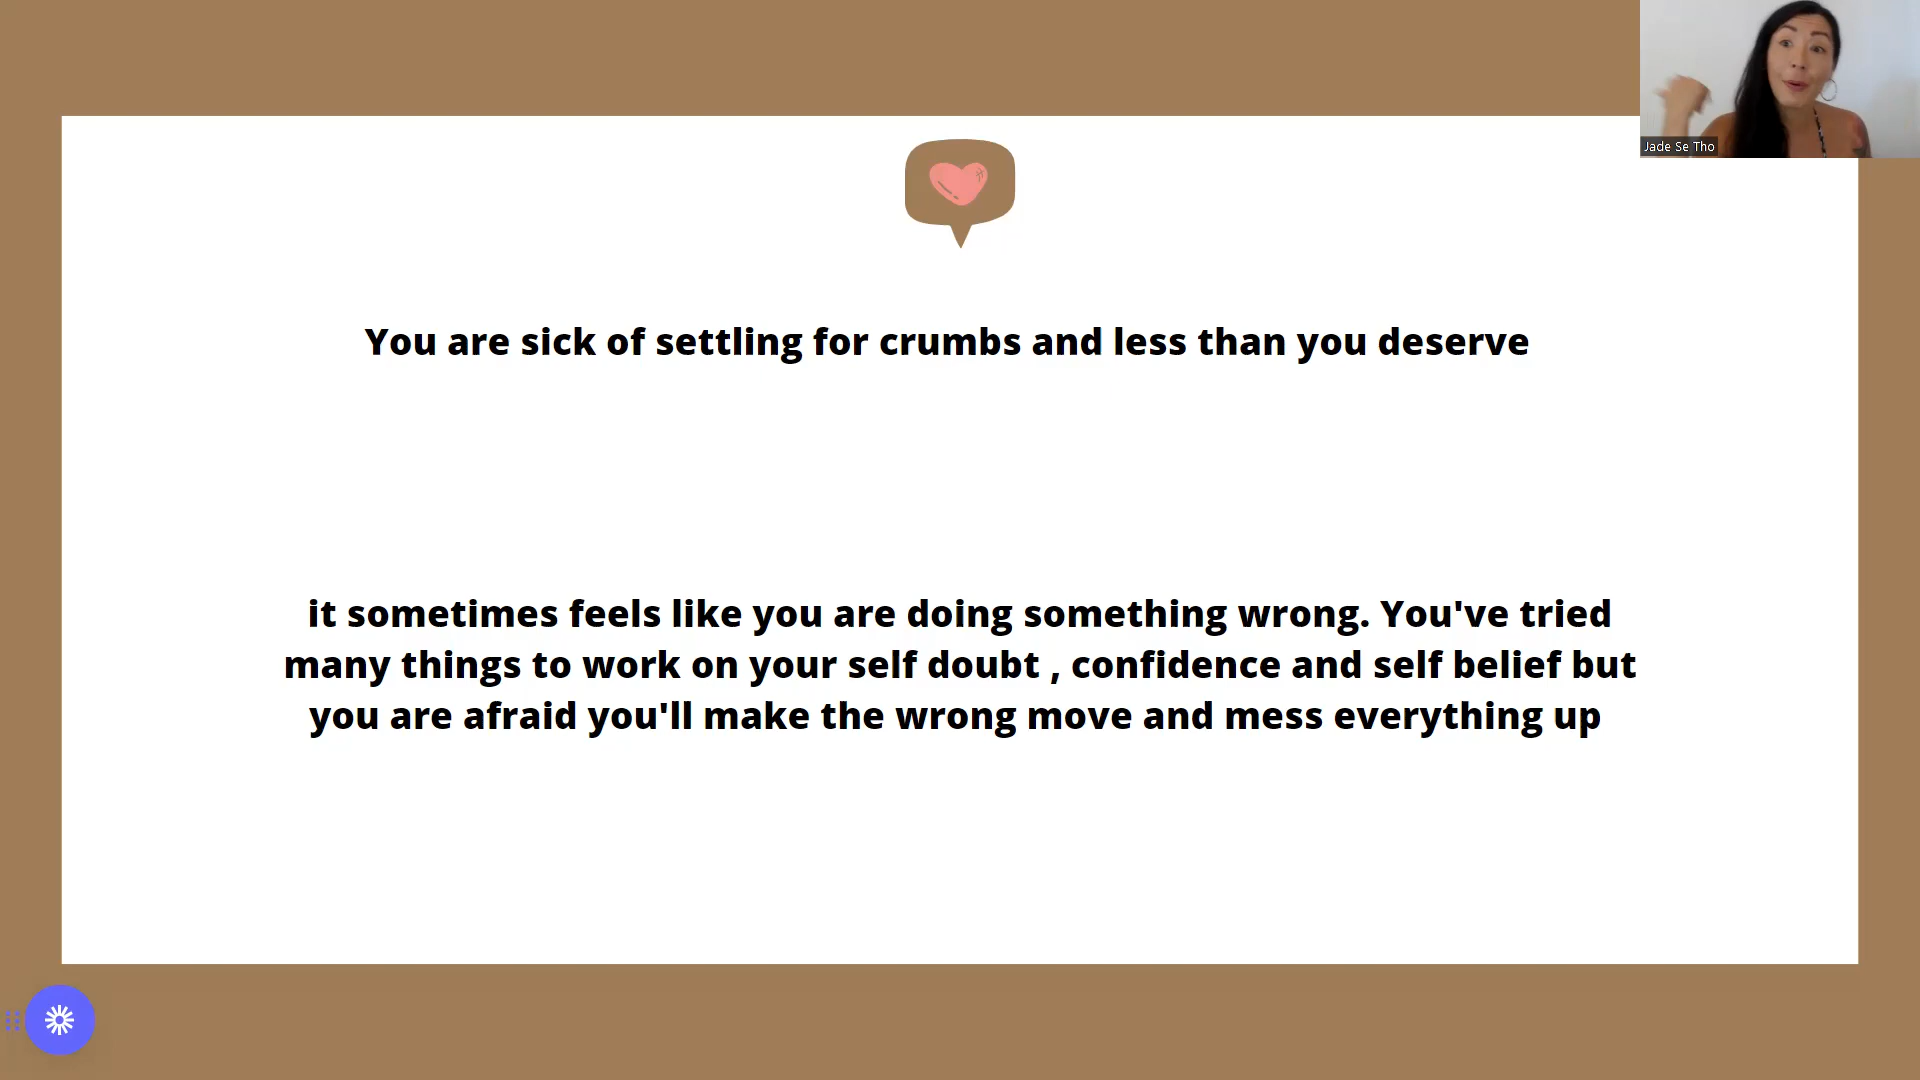 Jade Se Tho
You are sick of settling for crumbs and less than you deserve
it sometimes feels like you are doing something wrong. You've tried
many things to work on your self doubt , confidence and self belief but
you are afraid you'll make the wrong move and mess everything up